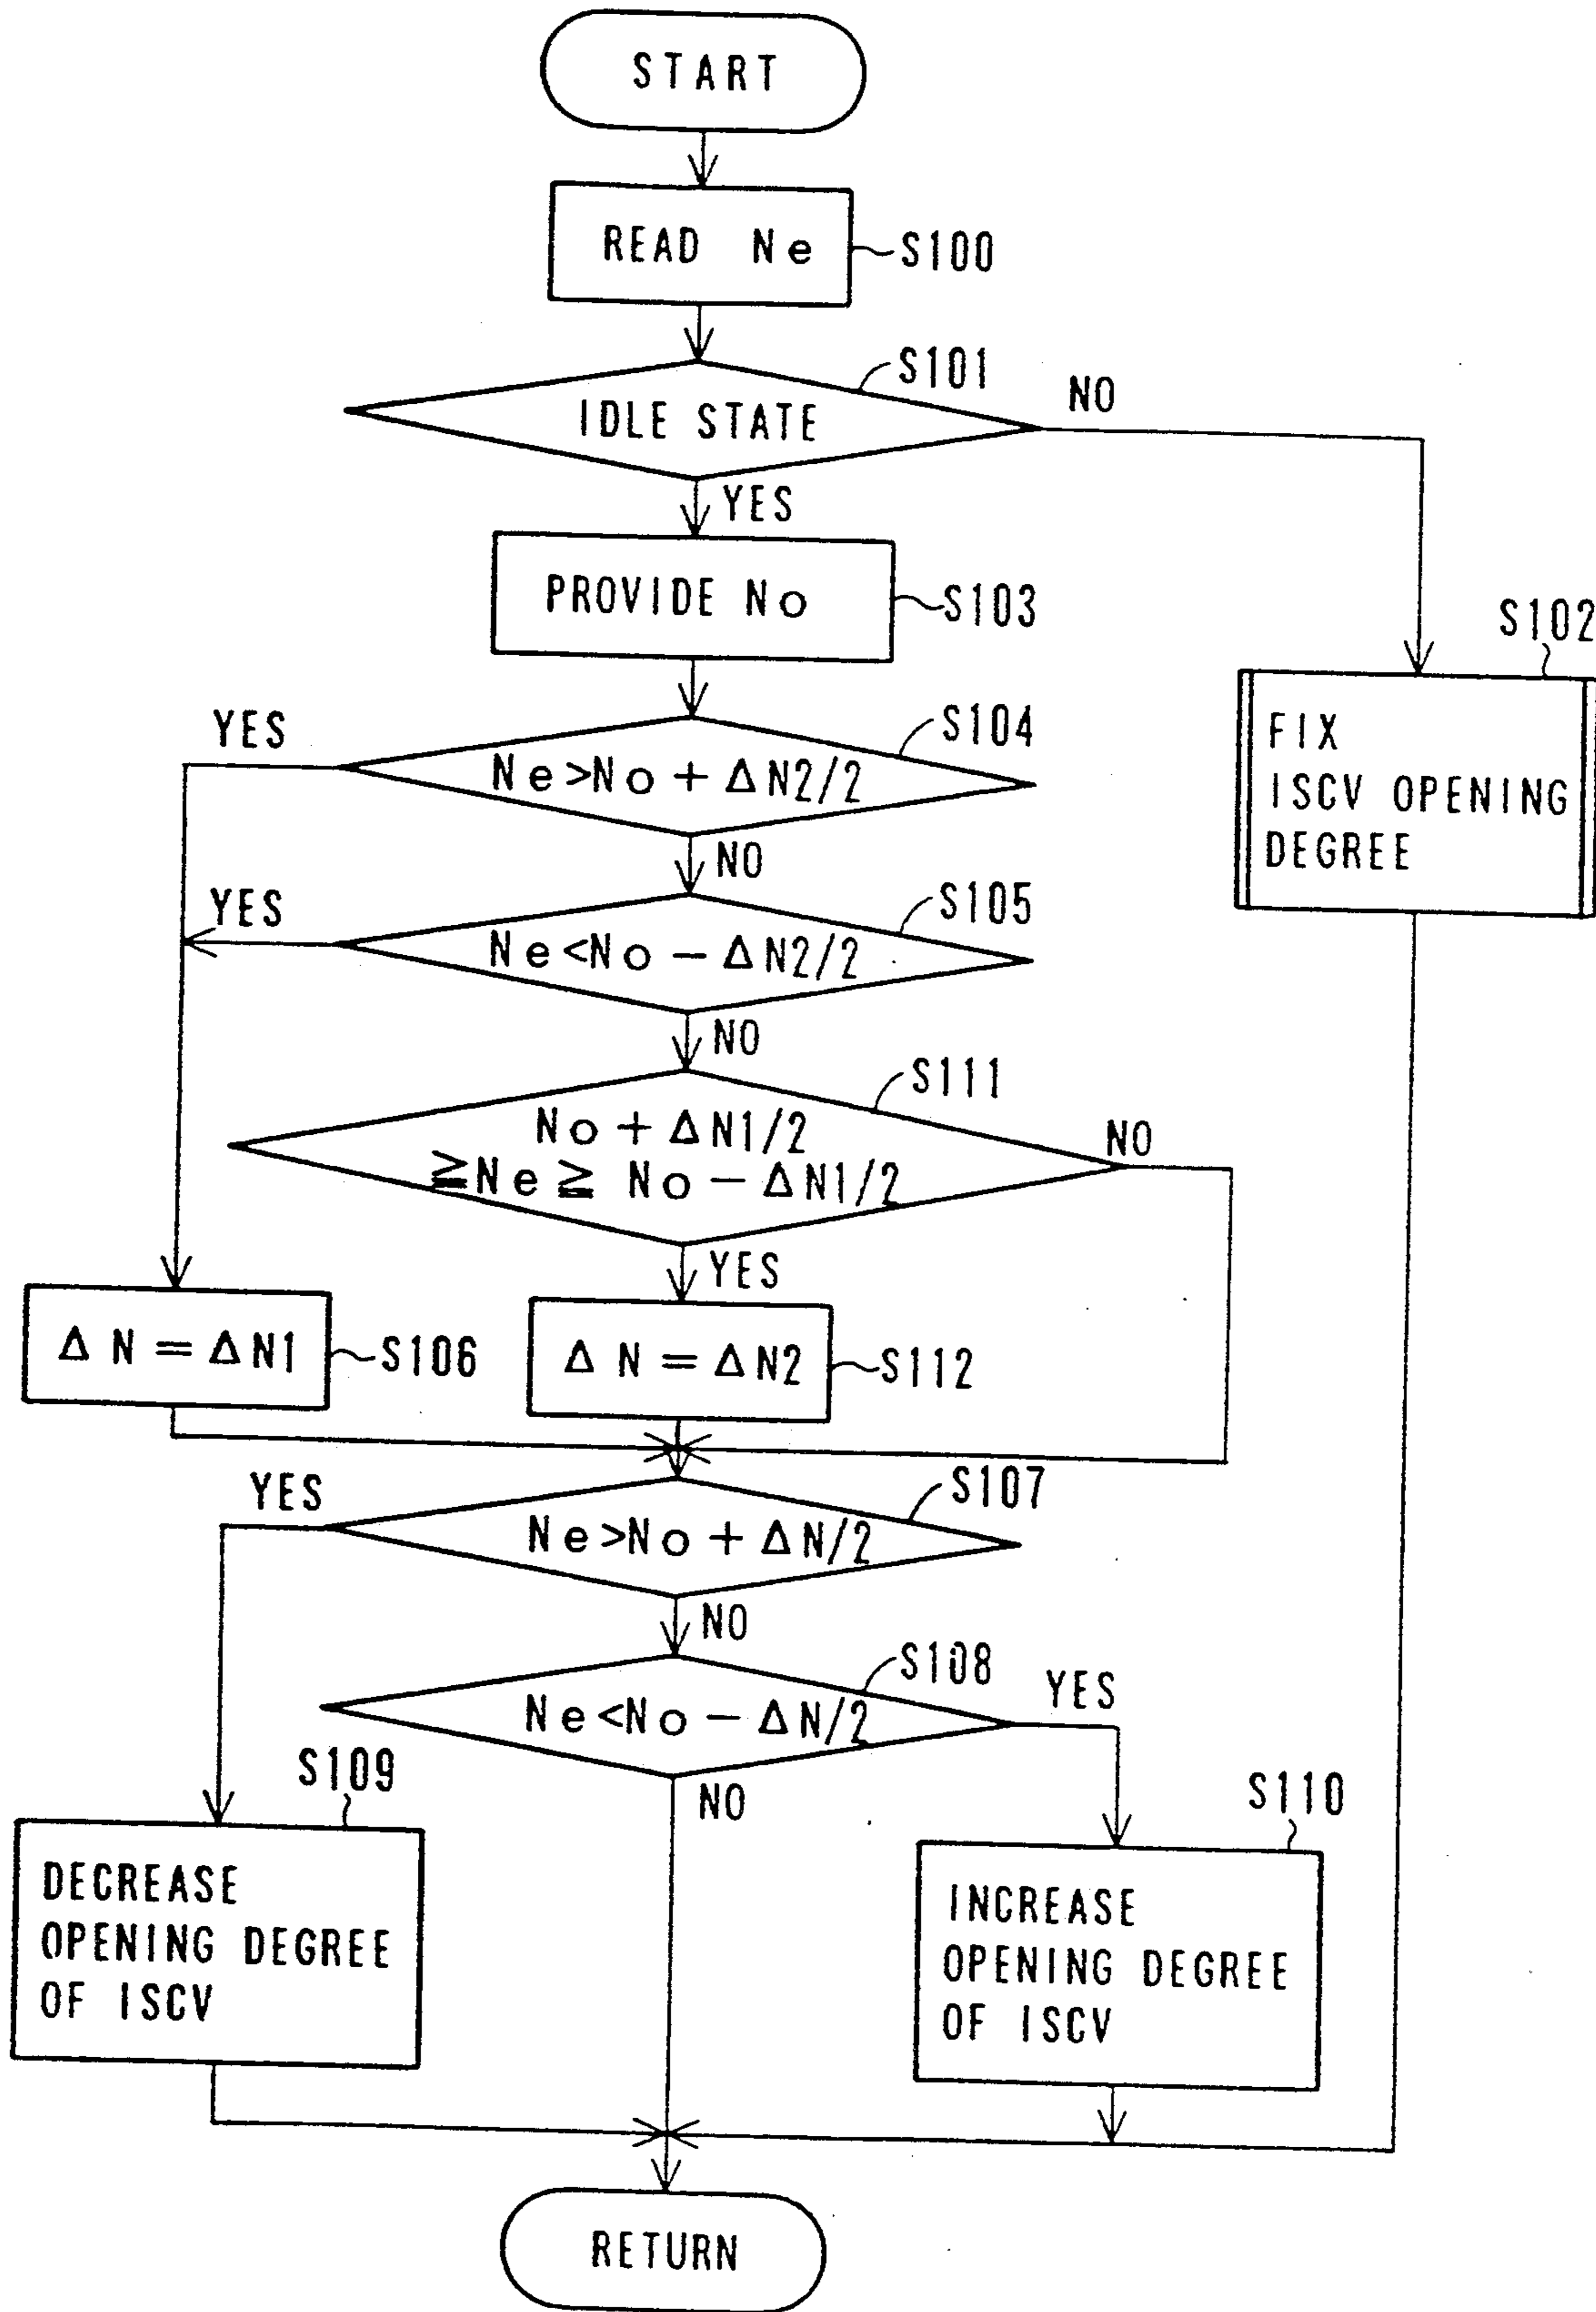 START
READ Ne
S100
S101
NO
IDLE STATE
YES
PROVIDE No
S103
S102
FIX
ISCV OPENING
DEGREE
S104
YES
Ne>No + ΔN2/2
NO
S105
YES
Ne<No − ΔN2/2
NO
S111
No + ΔN1/2
≧Ne≧ No − ΔN1/2
NO
YES
ΔN = ΔN1
S106
ΔN = ΔN2
S112
S107
YES
Ne>No + ΔN/2
NO
S108
YES
Ne<No − ΔN/2
NO
S109
DECREASE
OPENING DEGREE
OF ISCV
S110
INCREASE
OPENING DEGREE
OF ISCV
RETURN